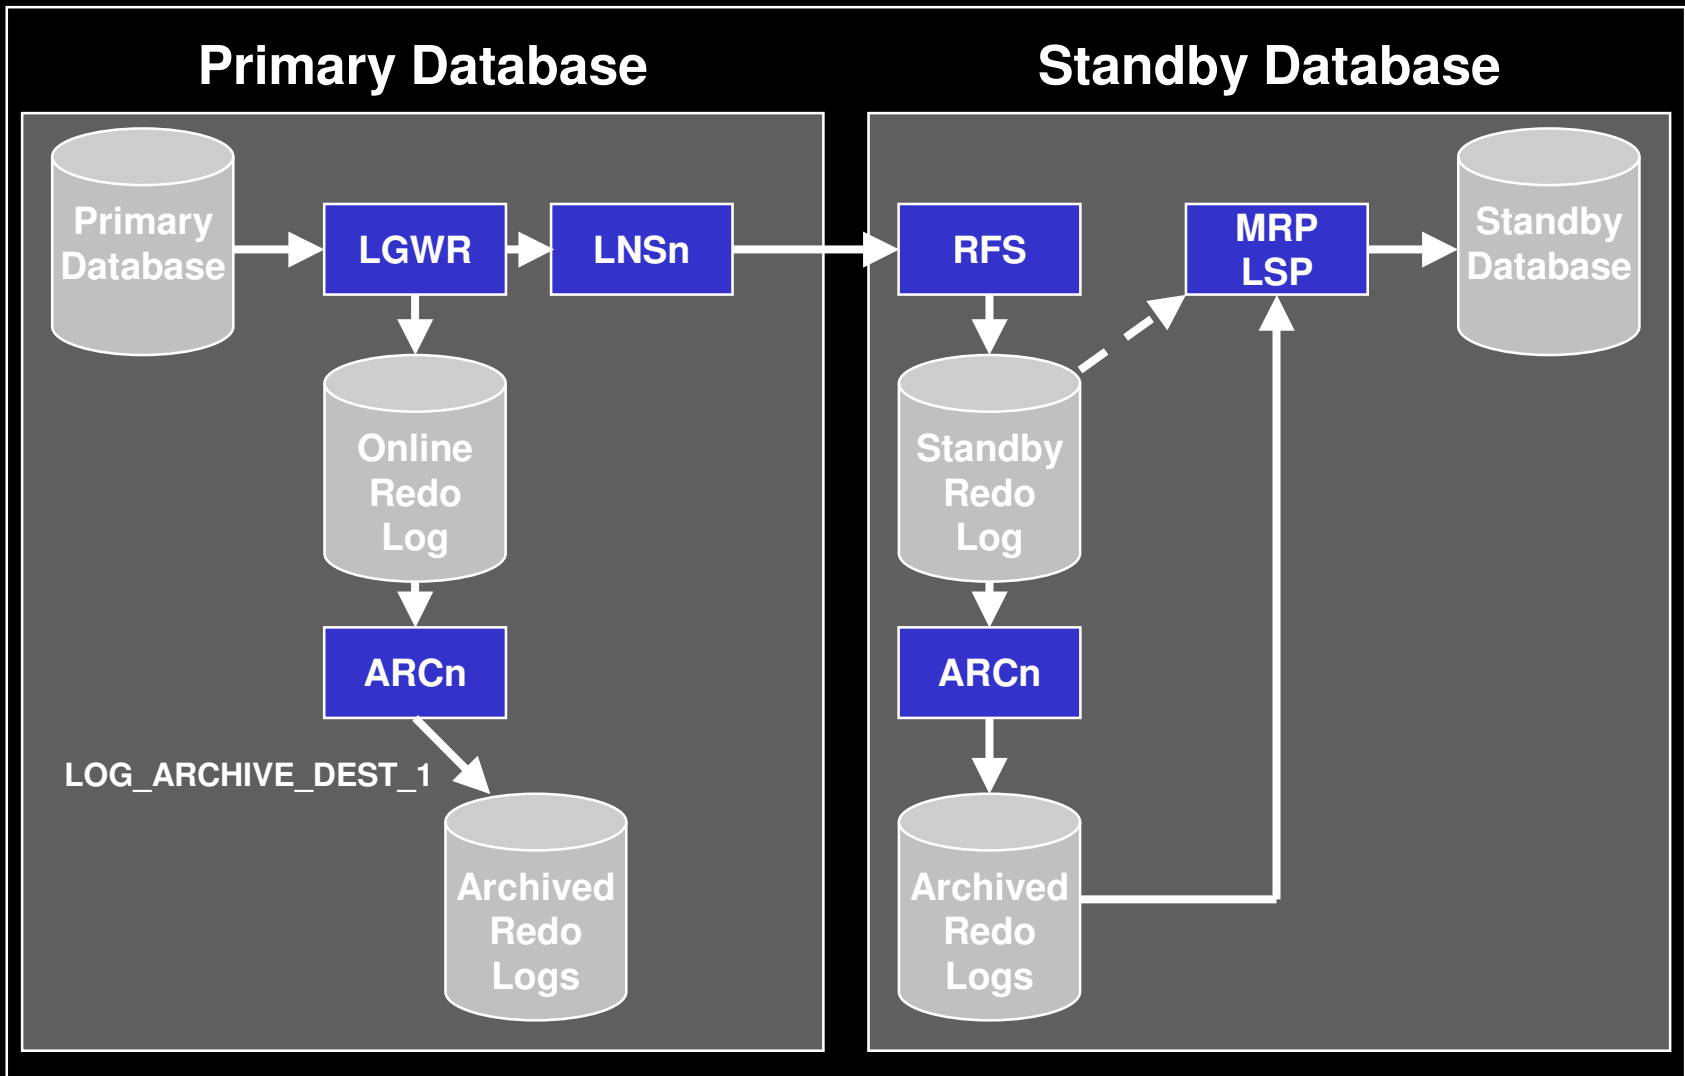 Primary Database
Primary
Database
LGWR
LNSn
Online
Redo
Log
ARCn
LOG_ARCHIVE_DEST_1
Archived
Redo
Logs
Standby Database
RFS
MRP
LSP
Standby
Database
Standby
Redo
Log
ARCn
Archived
Redo
Logs